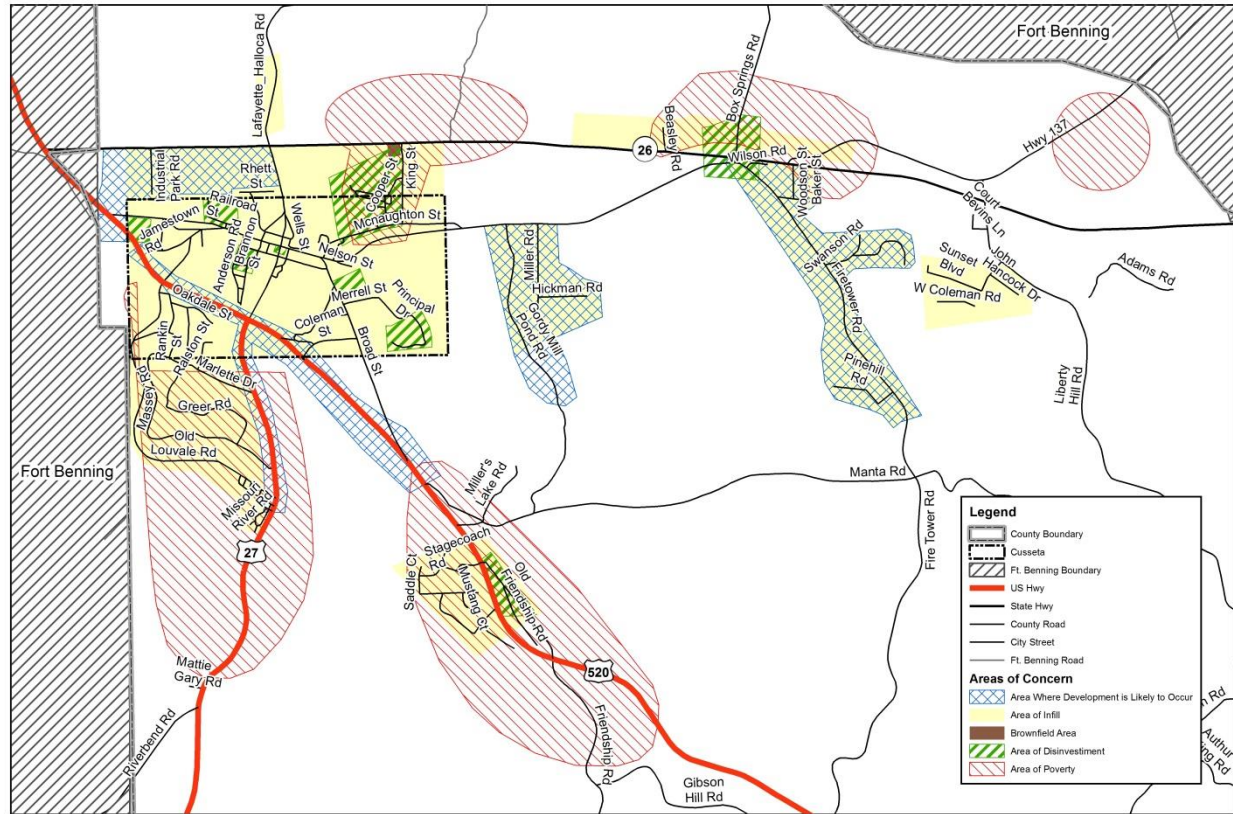 Fort Benning
Lafayette_Halloca Rd
Box Springs Rd
Beasley Rd
26
Wilson Rd
Hwy 137
Industrial
Park Rd
Rhett
St
Cooper St
King St
Woodson St
Baker St
Court
Bevins Ln
Railroad
St
Jamestown
Rd
Wells St
Mcnaughton St
Anderson Rd
Brannon
St
Nelson St
Miller Rd
Swanson Rd
Sunset
Blvd
John
Hancock Dr
Adams Rd
Merrell St
Principal
Dr
Hickman Rd
Firetower Rd
W Coleman Rd
Oakdale St
Coleman
St
Gordy Mill
Pond Rd
Rankin
St
Ralston St
Broad St
Marlette Dr
Massey Rd
Pinehill
Rd
Liberty
Hill Rd
Greer Rd
Old
Louvale Rd
Fort Benning
Missouri
River Rd
Miller's
Lake Rd
Manta Rd
27
Stagecoach
Rd
Saddle Ct
Mustang Ct
Old
Friendship Rd
Fire Tower Rd
520
Mattie
Gary Rd
Riverbend Rd
Friendship Rd
Gibson
Hill Rd
Legend
County Boundary
Cusseta
Ft. Benning Boundary
US Hwy
State Hwy
County Road
City Street
Ft. Benning Road
Areas of Concern
Area Where Development is Likely to Occur
Area of Infill
Brownfield Area
Area of Disinvestment
Area of Poverty
Rd
Authur
Rd